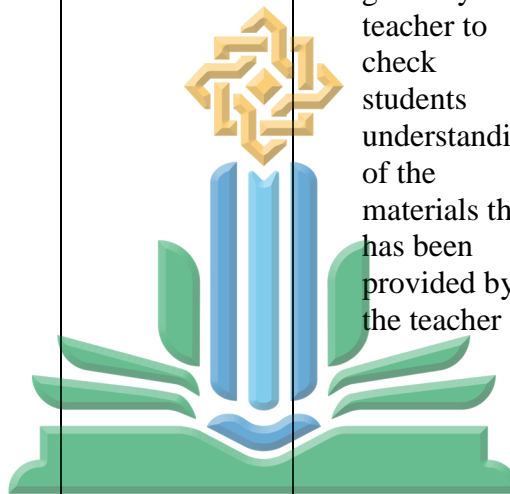 teacher to
check
students
understandi
of the
materials th
has been
provided by
the teacher